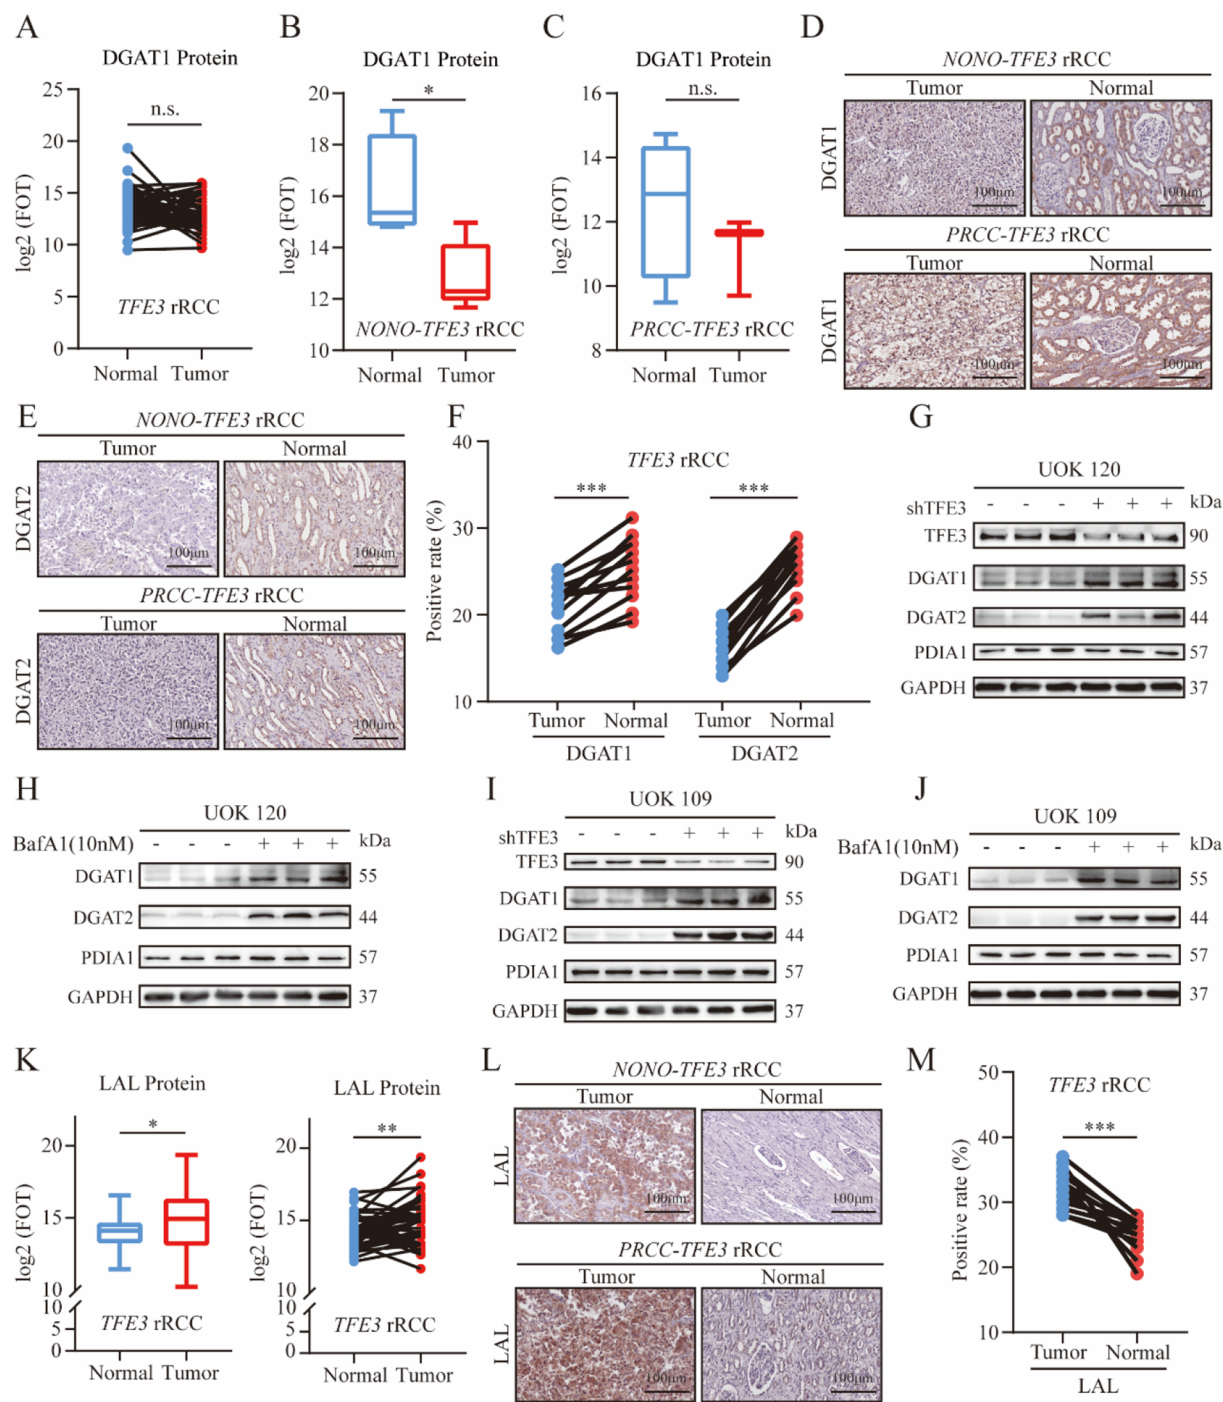 A
DGAT1 Protein
25
20
15
10
5
0
log2 (FOT)
n.s.
TFE3 rRCC
Normal Tumor
B
DGAT1 Protein
20
18
16
14
12
10
log2 (FOT)
*
NONO-TFE3 rRCC
Normal Tumor
C
DGAT1 Protein
16
14
12
10
8
log2 (FOT)
n.s.
PRCC-TFE3 rRCC
Normal Tumor
D
NONO-TFE3 rRCC
Tumor Normal
DGAT1
100μm 100μm
PRCC-TFE3 rRCC
Tumor Normal
DGAT1
100μm 100μm
E
NONO-TFE3 rRCC
Tumor Normal
DGAT2
100μm 100μm
PRCC-TFE3 rRCC
Tumor Normal
DGAT2
100μm 100μm
F
40
30
20
10
Positive rate (%)
TFE3 rRCC
*** ***
Tumor Normal Tumor Normal
DGAT1 DGAT2
G
UOK 120
shTFE3 - - - + + + kDa
TFE3 90
DGAT1 55
DGAT2 44
PDIA1 57
GAPDH 37
H
UOK 120
BafA1(10nM) - - - + + + kDa
DGAT1 55
DGAT2 44
PDIA1 57
GAPDH 37
I
UOK 109
shTFE3 - - - + + + kDa
TFE3 90
DGAT1 55
DGAT2 44
PDIA1 57
GAPDH 37
J
UOK 109
BafA1(10nM) - - - + + + kDa
DGAT1 55
DGAT2 44
PDIA1 57
GAPDH 37
K
LAL Protein
20
15
10
10
5
0
log2 (FOT)
*
TFE3 rRCC
Normal Tumor
LAL Protein
20
15
10
10
5
0
log2 (FOT)
**
TFE3 rRCC
Normal Tumor
L
NONO-TFE3 rRCC
Tumor Normal
LAL
100μm 100μm
PRCC-TFE3 rRCC
Tumor Normal
LAL
100μm 100μm
M
50
40
30
20
10
Positive rate (%)
TFE3 rRCC
***
Tumor Normal
LAL